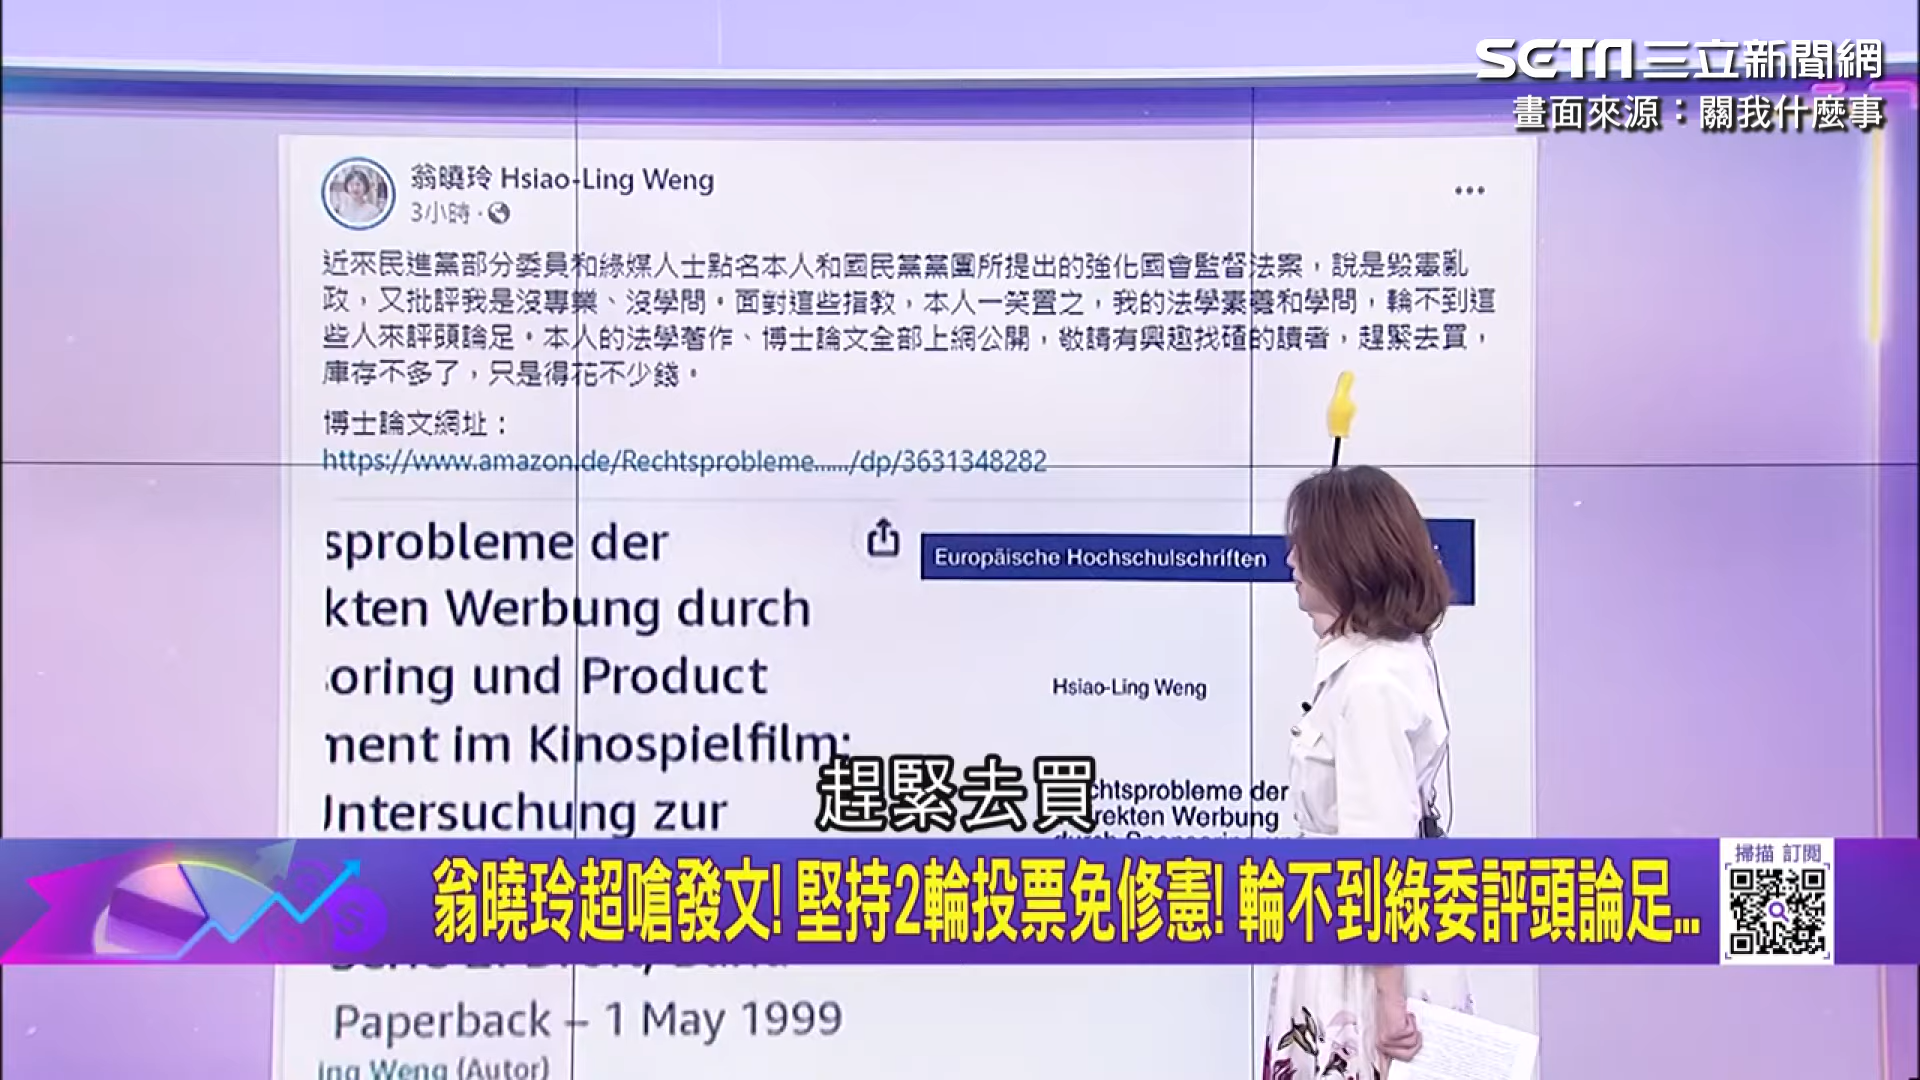 SETN三立新聞網
畫面來源：關我什麼事
翁曉玲 Hsiao-Ling Weng
3小時
近來民進黨部分委員和綠媒人士點名本人和國民黨黨團所提出的強化國會監督法案，說是毀憲亂
政，又批評我是沒專業、沒學問。面對這些指教，本人一笑置之，我的法學素養和學問，輪不到這
些人來評頭論足。本人的法學著作、博士論文全部上網公開，敬請有興趣找碴的讀者，趕緊去買，
庫存不多了，只是得花不少錢。
博士論文網址：
https://www.amazon.de/Rechtsprobleme....../dp/3631348282
sprobleme der
kten Werbung durch
oring und Product
nent im Kinospielfilm:
Untersuchung zur
Europäische Hochschulschriften
Hsiao-Ling Weng
chtsprobleme der
rekten Werbung
趕緊去買
翁曉玲超嗆發文! 堅持2輪投票免修憲! 輪不到綠委評頭論足...
掃描 訂閱
Paperback – 1 May 1999
ing Weng (Autor)